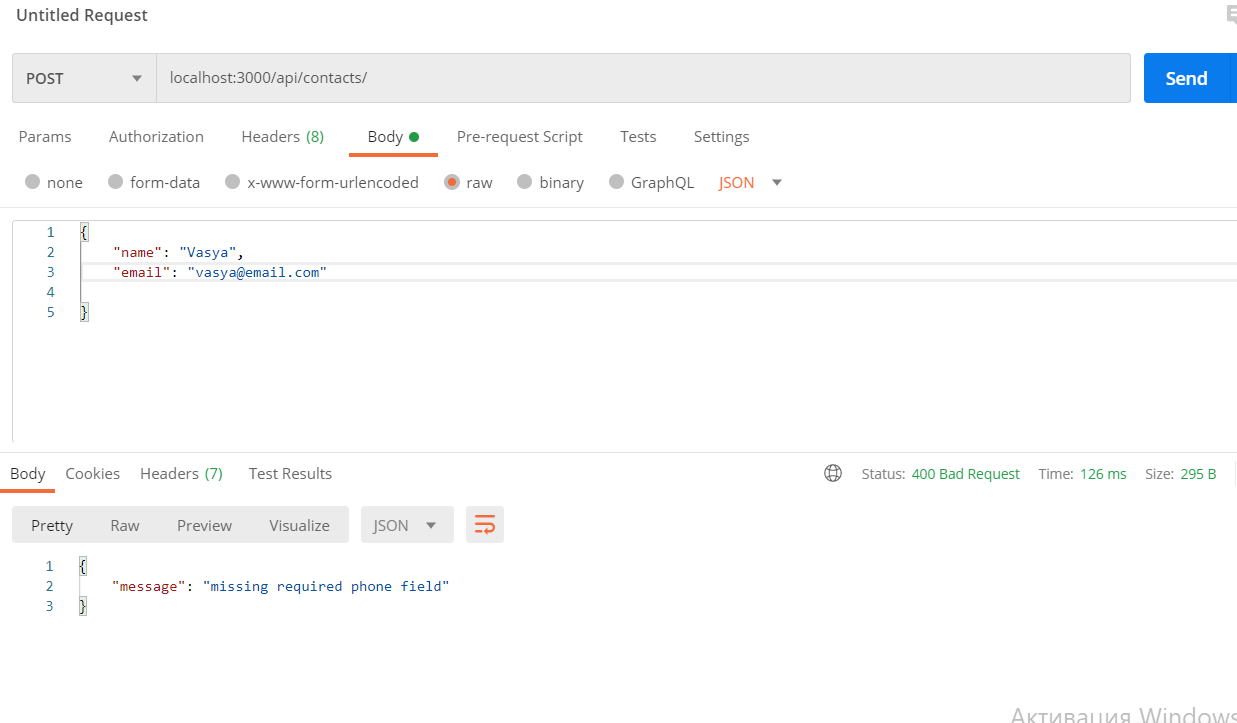 Untitled Request
POST localhost:3000/api/contacts/ Send
Params Authorization Headers (8) Body Pre-request Script Tests Settings
none form-data x-www-form-urlencoded raw binary GraphQL JSON
1 {
2 "name": "Vasya",
3 "email": "vasya@email.com"
4
5 }
Body Cookies Headers (7) Test Results Status: 400 Bad Request Time: 126 ms Size: 295 B
Pretty Raw Preview Visualize JSON
1 {
2 "message": "missing required phone field"
3 }
Активация Windows